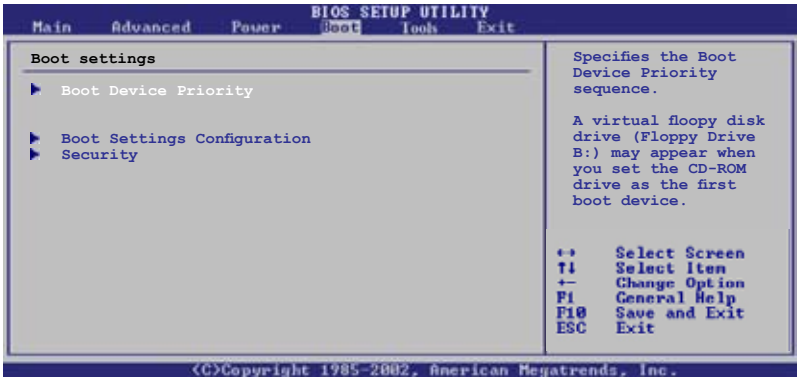 BIOS SETUP UTILITY
Main Advanced Power Boot Tools Exit
Boot settings
Boot Device Priority
Boot Settings Configuration
Security
Specifies the Boot
Device Priority
sequence.
A virtual floopy disk
drive (Floppy Drive
B:) may appear when
you set the CD-ROM
drive as the first
boot device.
↔ Select Screen
↑↓ Select Item
+- Change Option
F1 General Help
F10 Save and Exit
ESC Exit
(C)Copyright 1985-2002, American Megatrends, Inc.